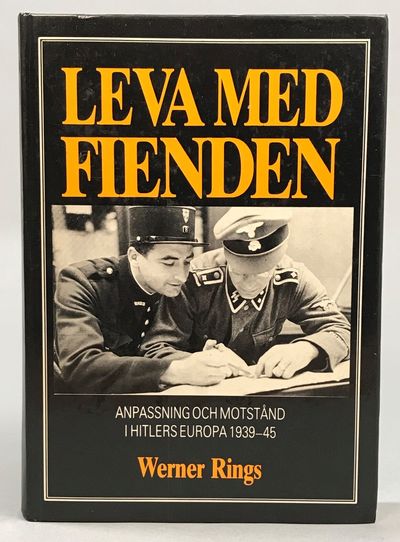 LEVA MED
FIENDEN
ANPASSNING OCH MOTSTÅND
I HITLERS EUROPA 1939–45
Werner Rings